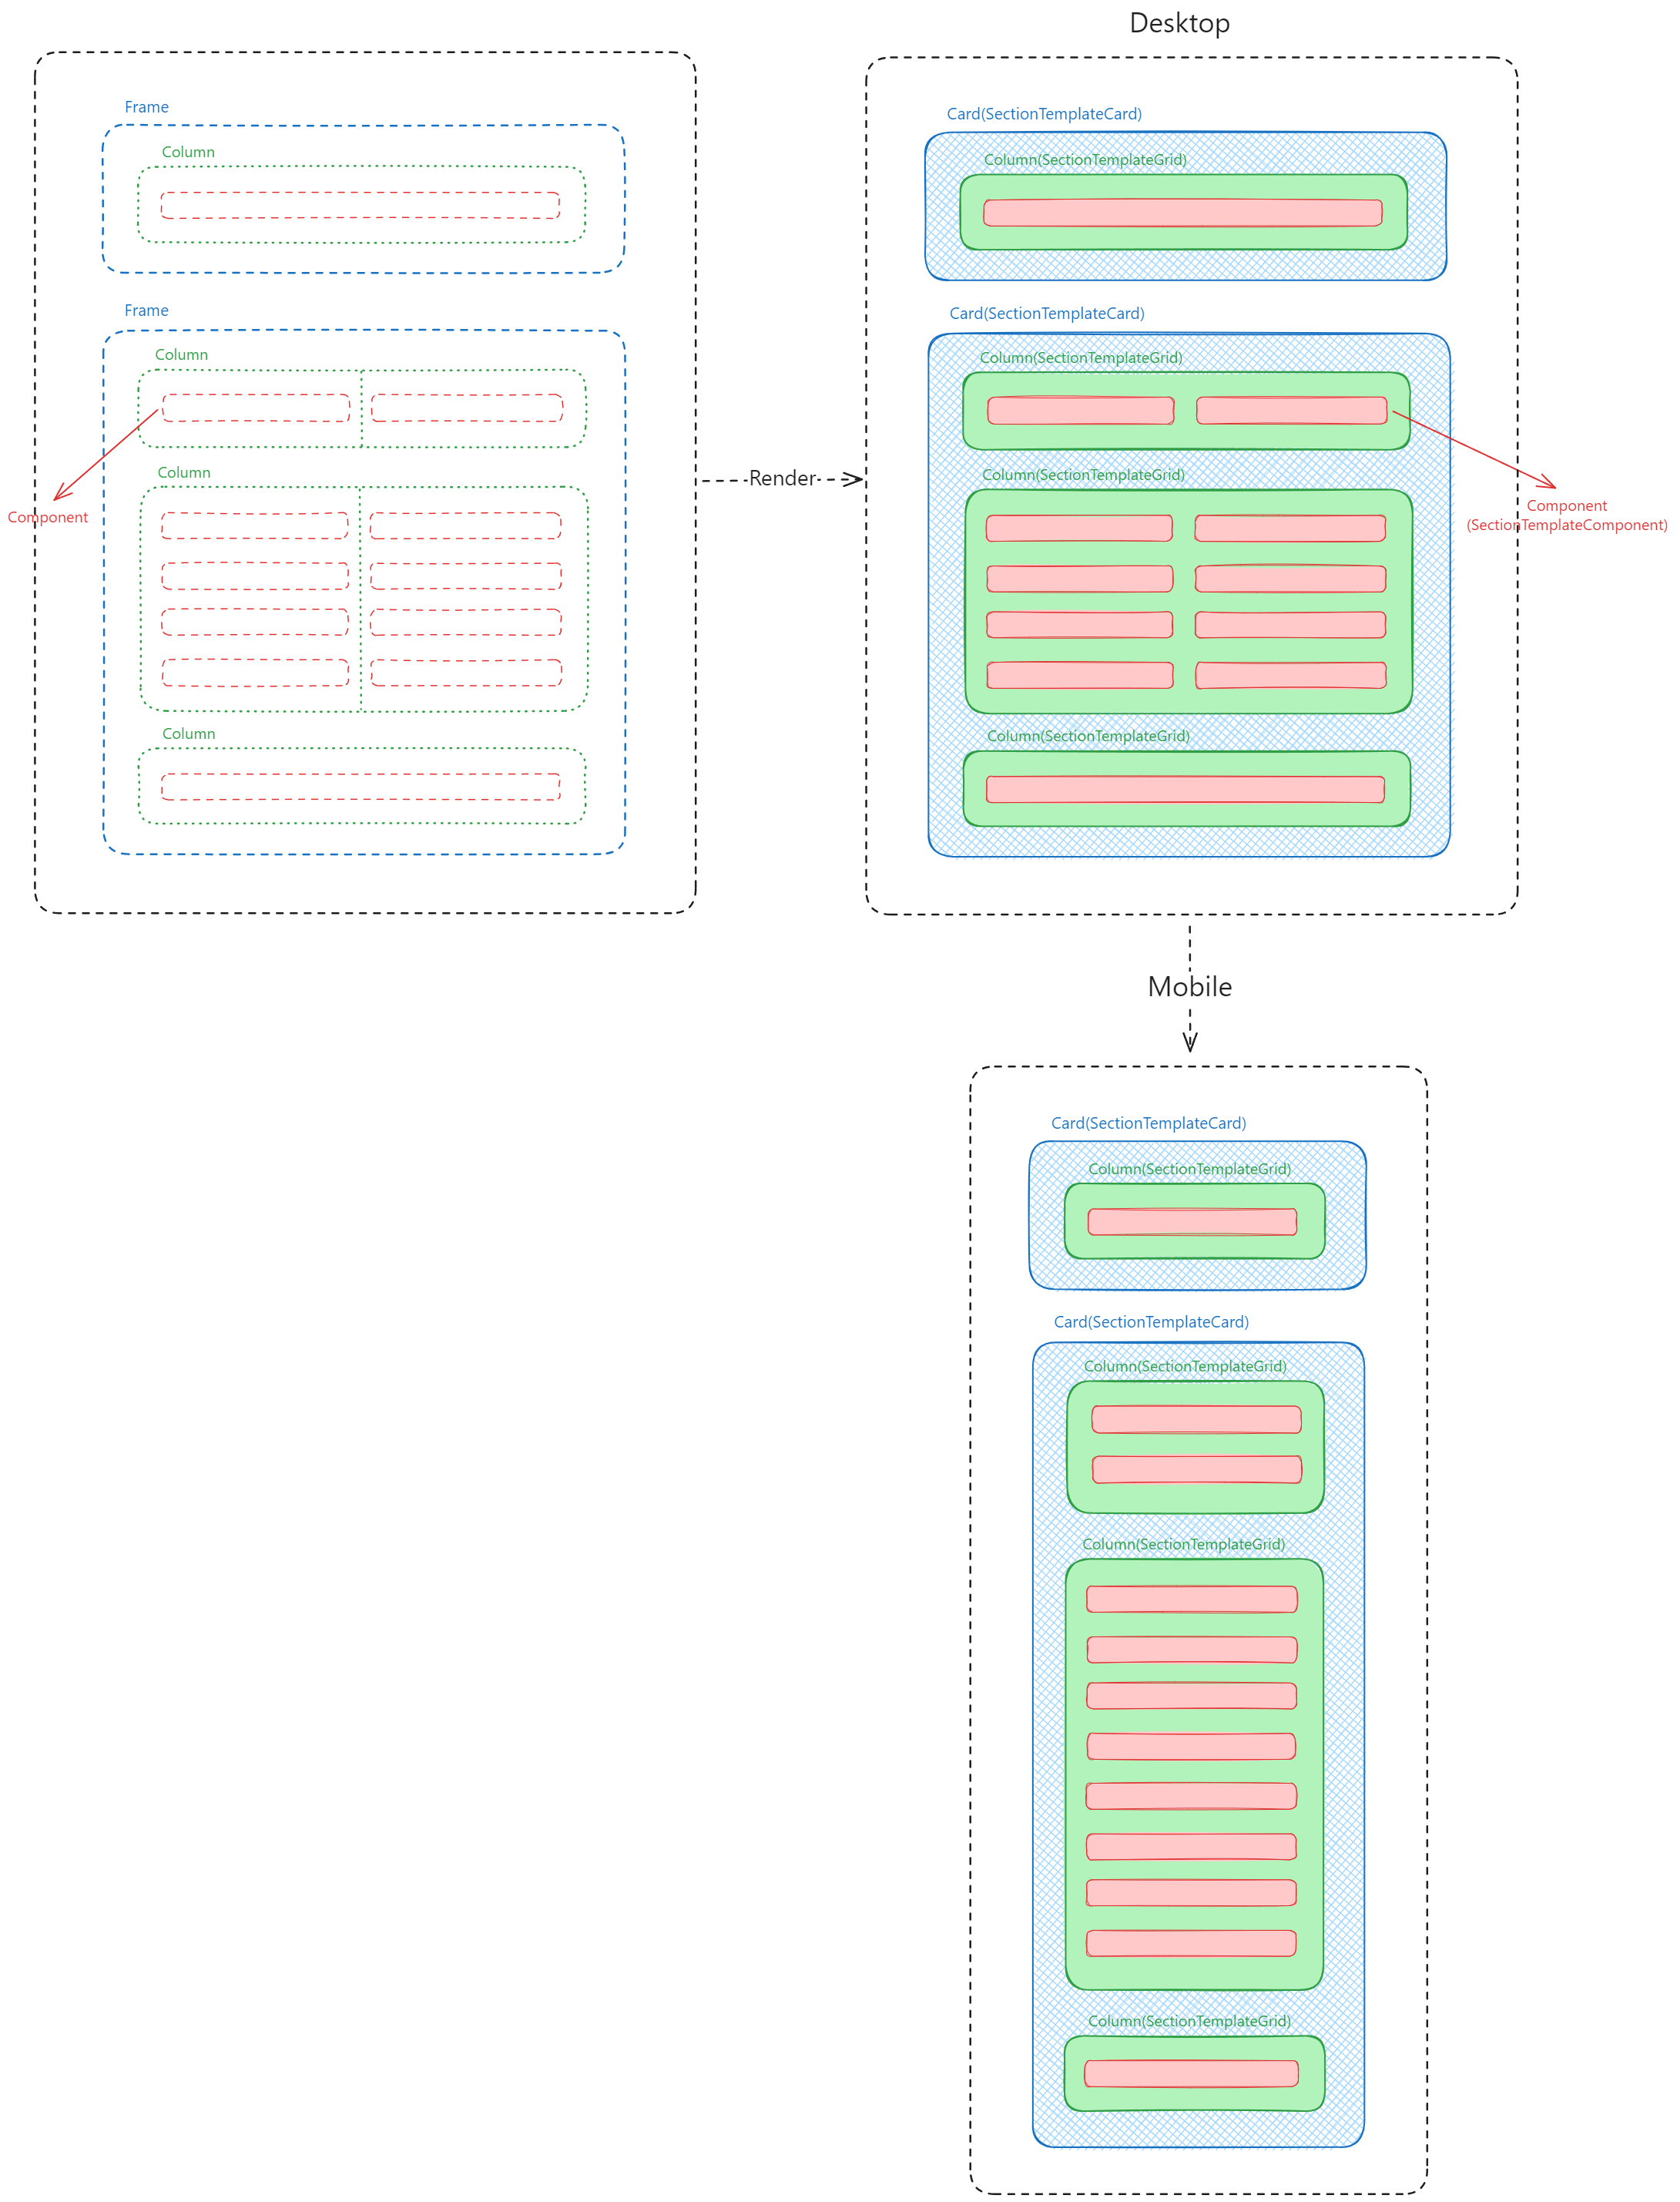 Desktop
Frame
Column
Frame
Column
Component
Column
Column
Render
Card(SectionTemplateCard)
Column(SectionTemplateGrid)
Card(SectionTemplateCard)
Column(SectionTemplateGrid)
Column(SectionTemplateGrid)
Component
(SectionTemplateComponent)
Column(SectionTemplateGrid)
Mobile
Card(SectionTemplateCard)
Column(SectionTemplateGrid)
Card(SectionTemplateCard)
Column(SectionTemplateGrid)
Column(SectionTemplateGrid)
Column(SectionTemplateGrid)